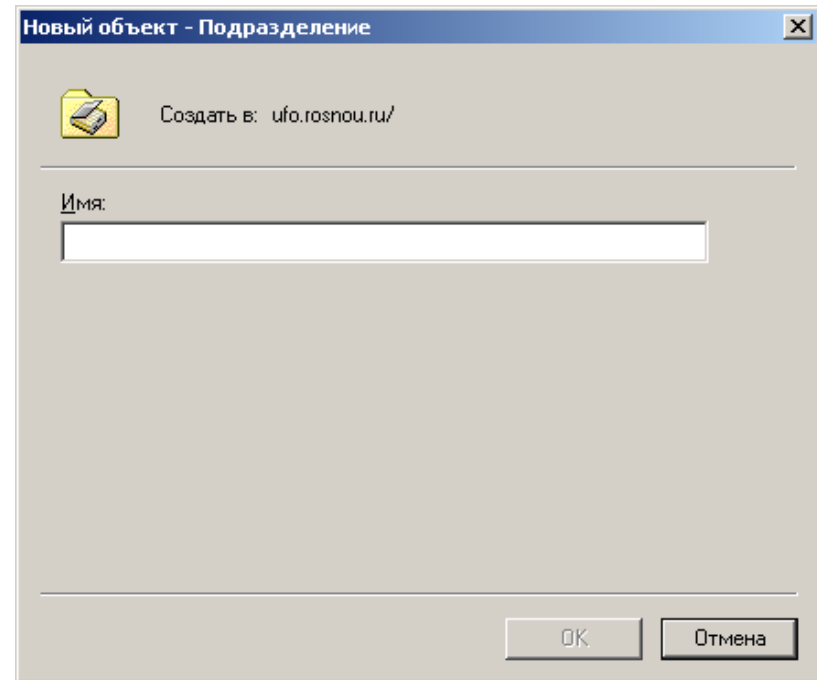 Новый объект - Подразделение
Создать в: ufo.rosnou.ru/
Имя:
OK
Отмена